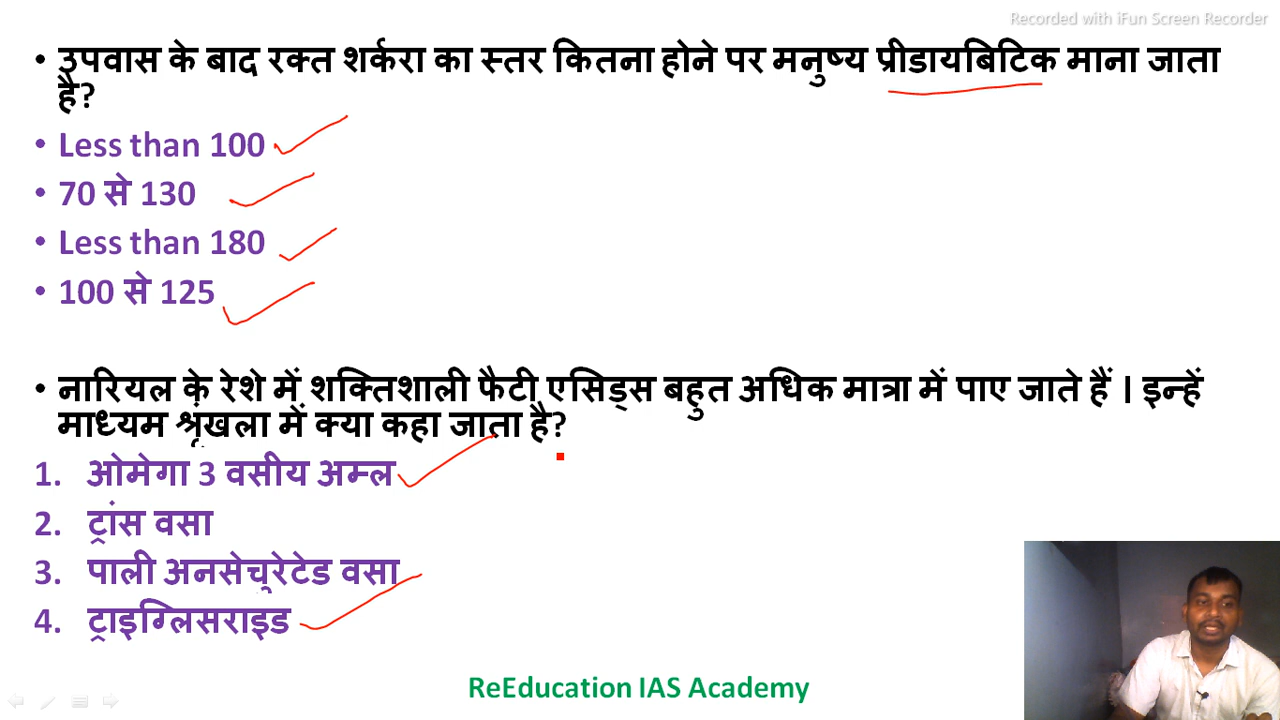 Recorded with iFun Screen Recorder
• उपवास के बाद रक्त शर्करा का स्तर कितना होने पर मनुष्य प्रीडायबिटिक माना जाता
है?
• Less than 100
• 70 से 130
• Less than 180
• 100 से 125
• नारियल के रेशे में शक्तिशाली फैटी एसिड्स बहुत अधिक मात्रा में पाए जाते हैं । इन्हें
माध्यम श्रृंखला में क्या कहा जाता है?
1. ओमेगा 3 वसीय अम्ल
2. ट्रांस वसा
3. पाली अनसेचुरेटेड वसा
4. ट्राइग्लिसराइड
ReEducation IAS Academy